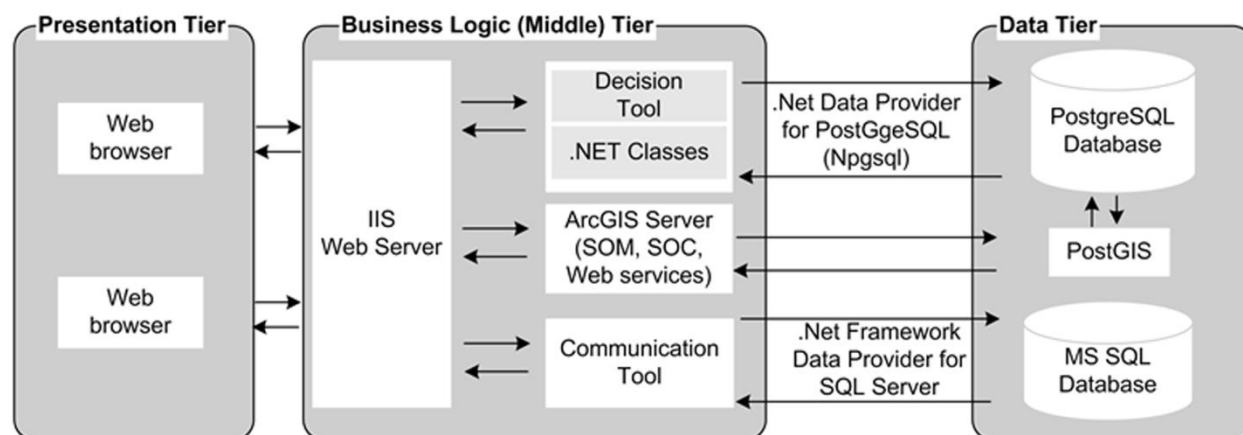 Presentation Tier
Business Logic (Middle) Tier
Data Tier
Web
browser
Web
browser
IIS
Web Server
Decision
Tool
.NET Classes
ArcGIS Server
(SOM, SOC,
Web services)
Communication
Tool
.Net Data Provider
for PostGgeSQL
(Npgsql)
.Net Framework
Data Provider for
SQL Server
PostgreSQL
Database
PostGIS
MS SQL
Database